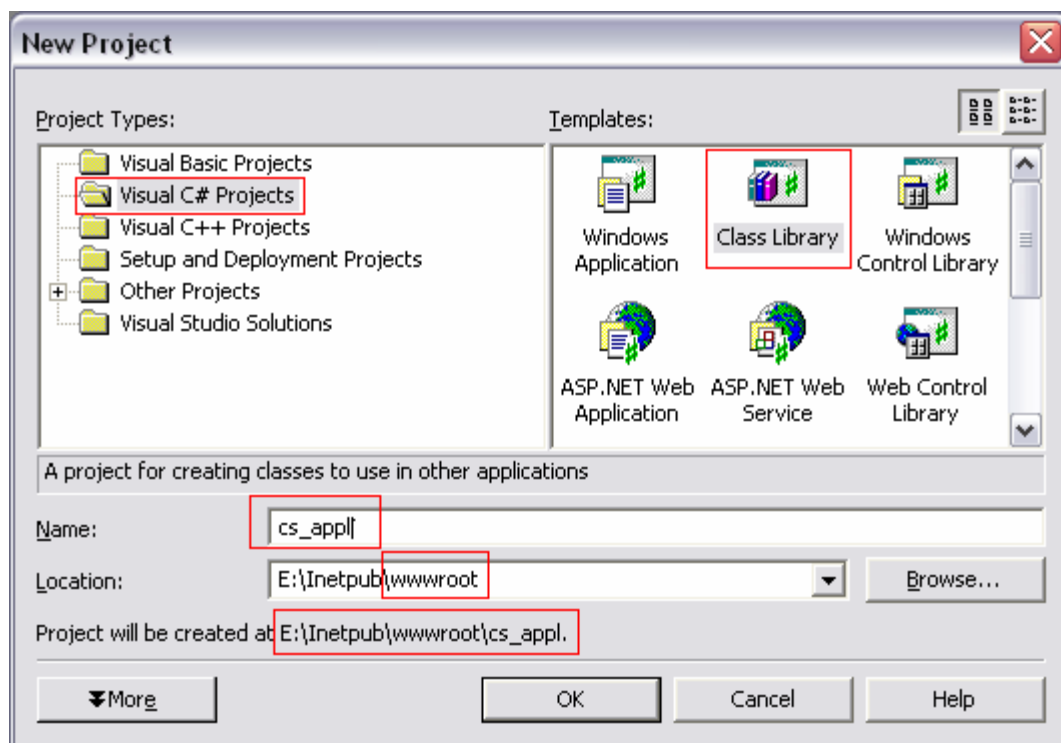 New Project
Project Types:
Templates:
Visual Basic Projects
Visual C# Projects
Visual C++ Projects
Setup and Deployment Projects
Other Projects
Visual Studio Solutions
Windows
Application
Class Library
Windows
Control Library
ASP.NET Web
Application
ASP.NET Web
Service
Web Control
Library
A project for creating classes to use in other applications
Name:
cs_appl
Location:
E:\Inetpub\wwwroot
Browse...
Project will be created at E:\Inetpub\wwwroot\cs_appl.
More
OK
Cancel
Help